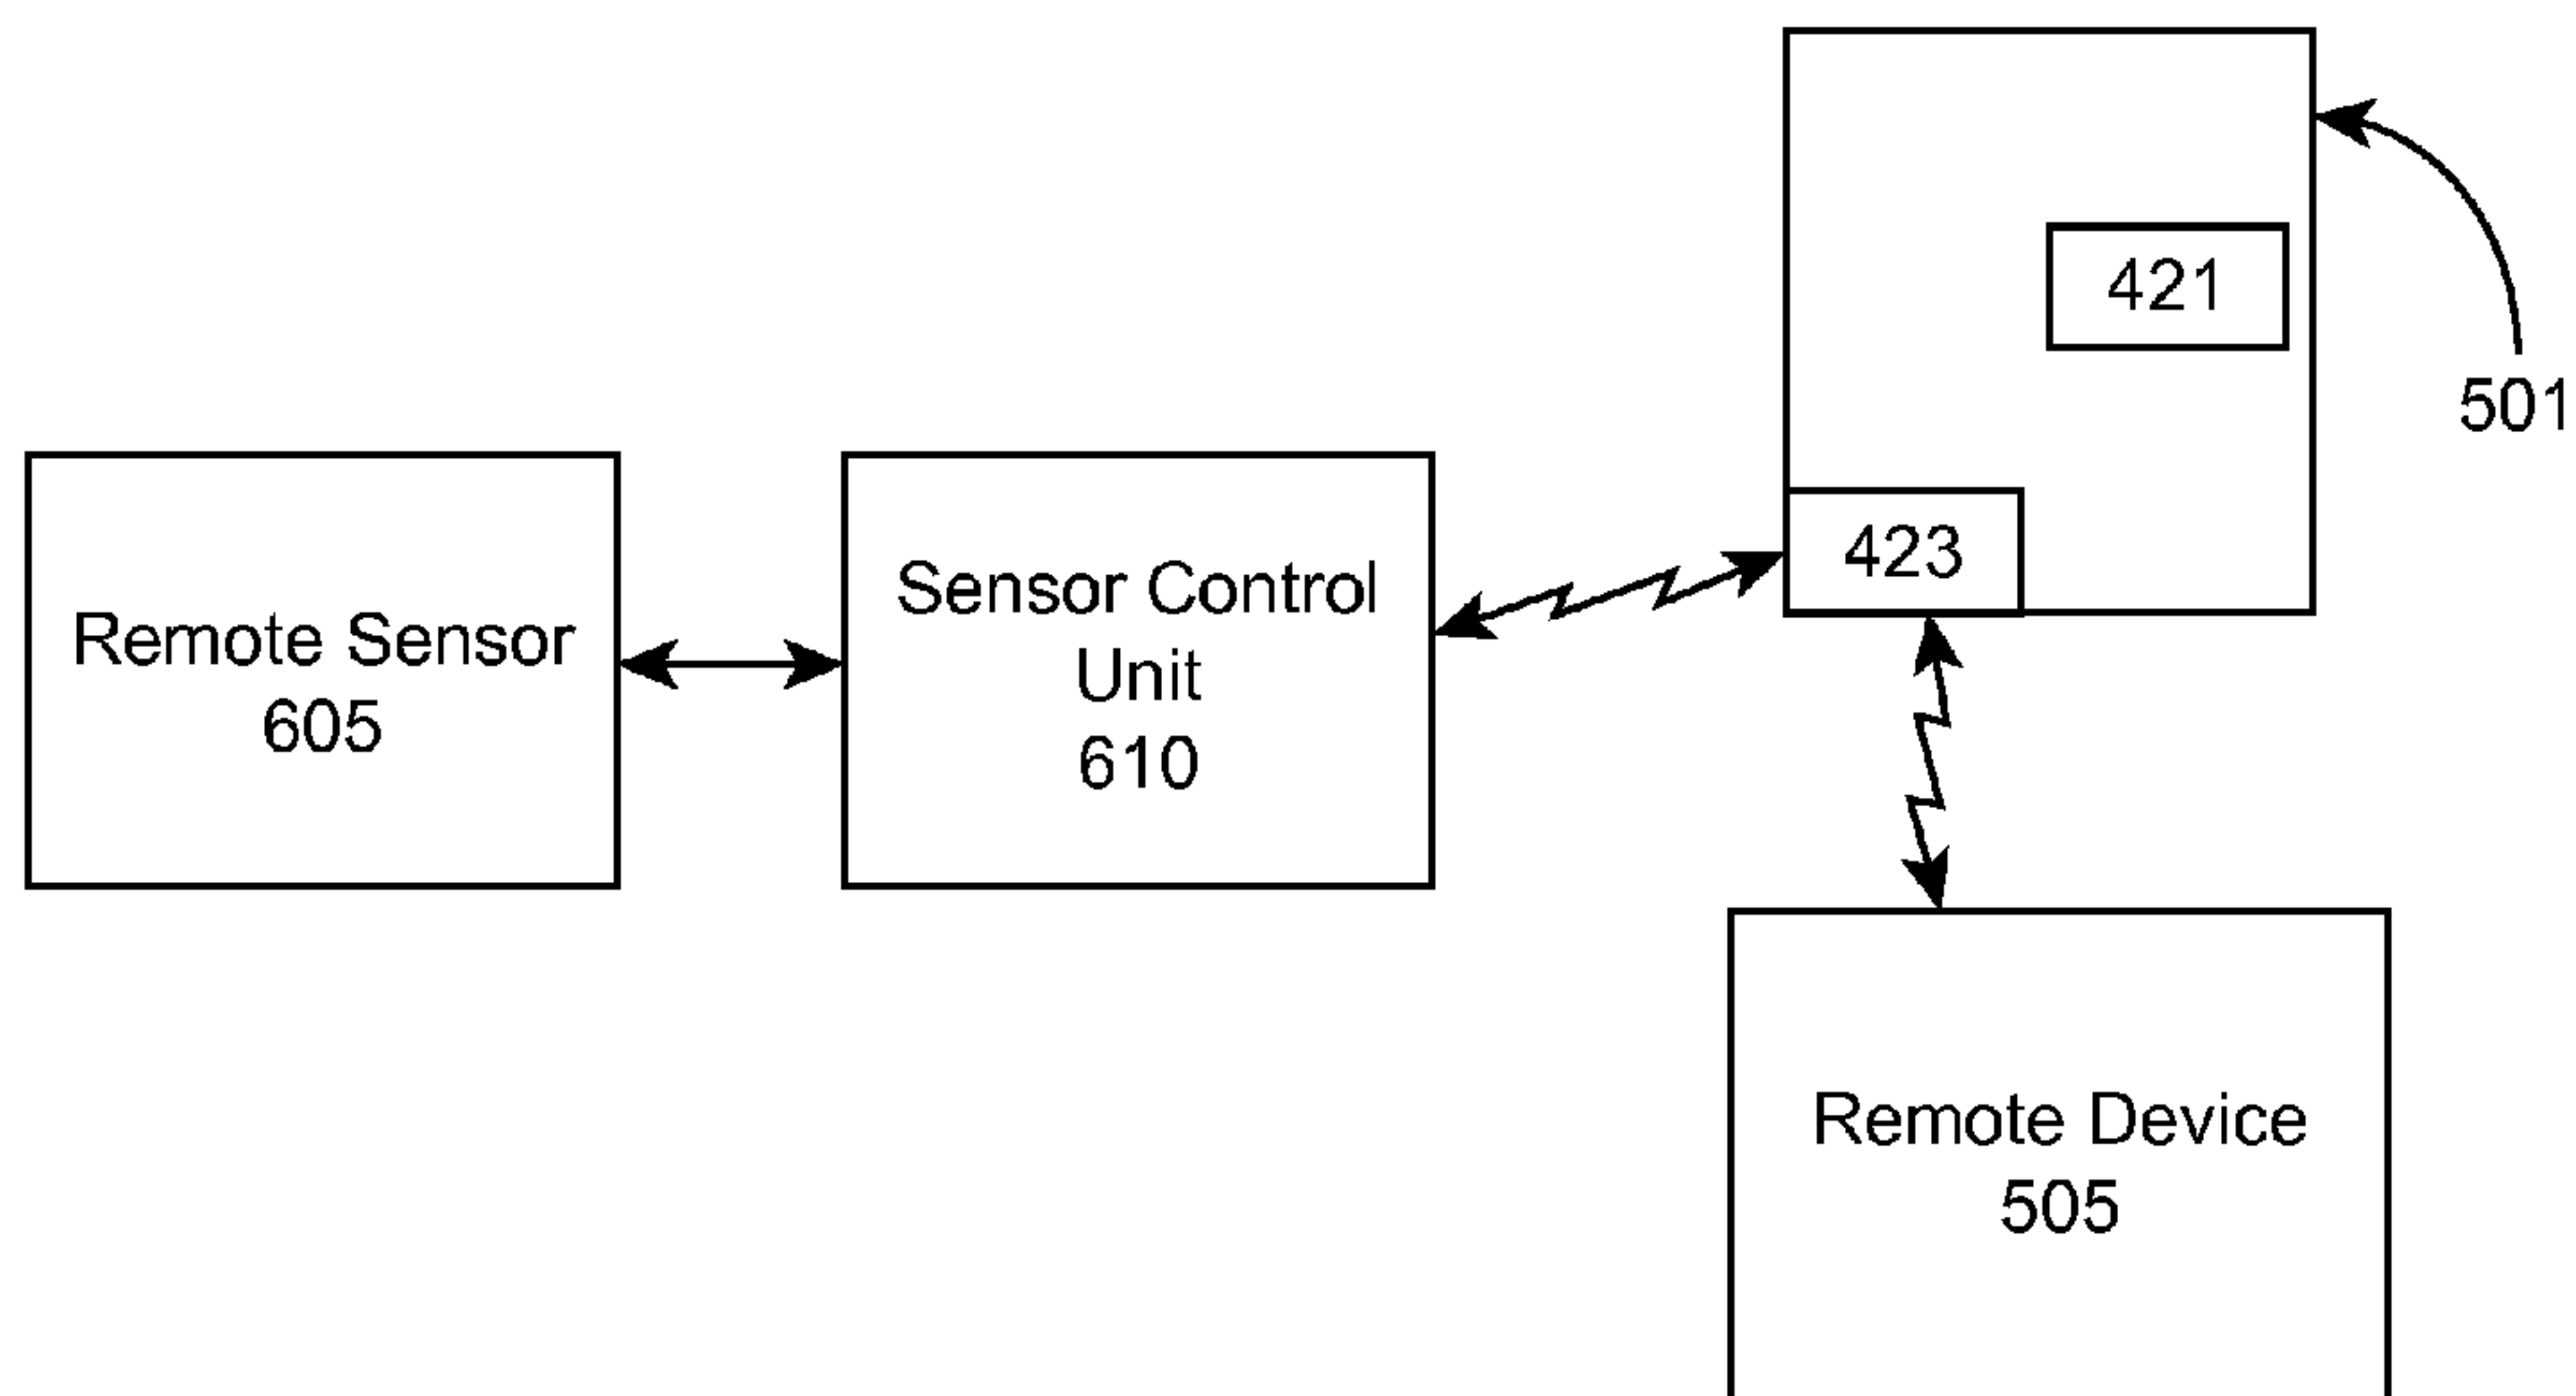 421
501
423
Remote Sensor
605
Sensor Control
Unit
610
Remote Device
505